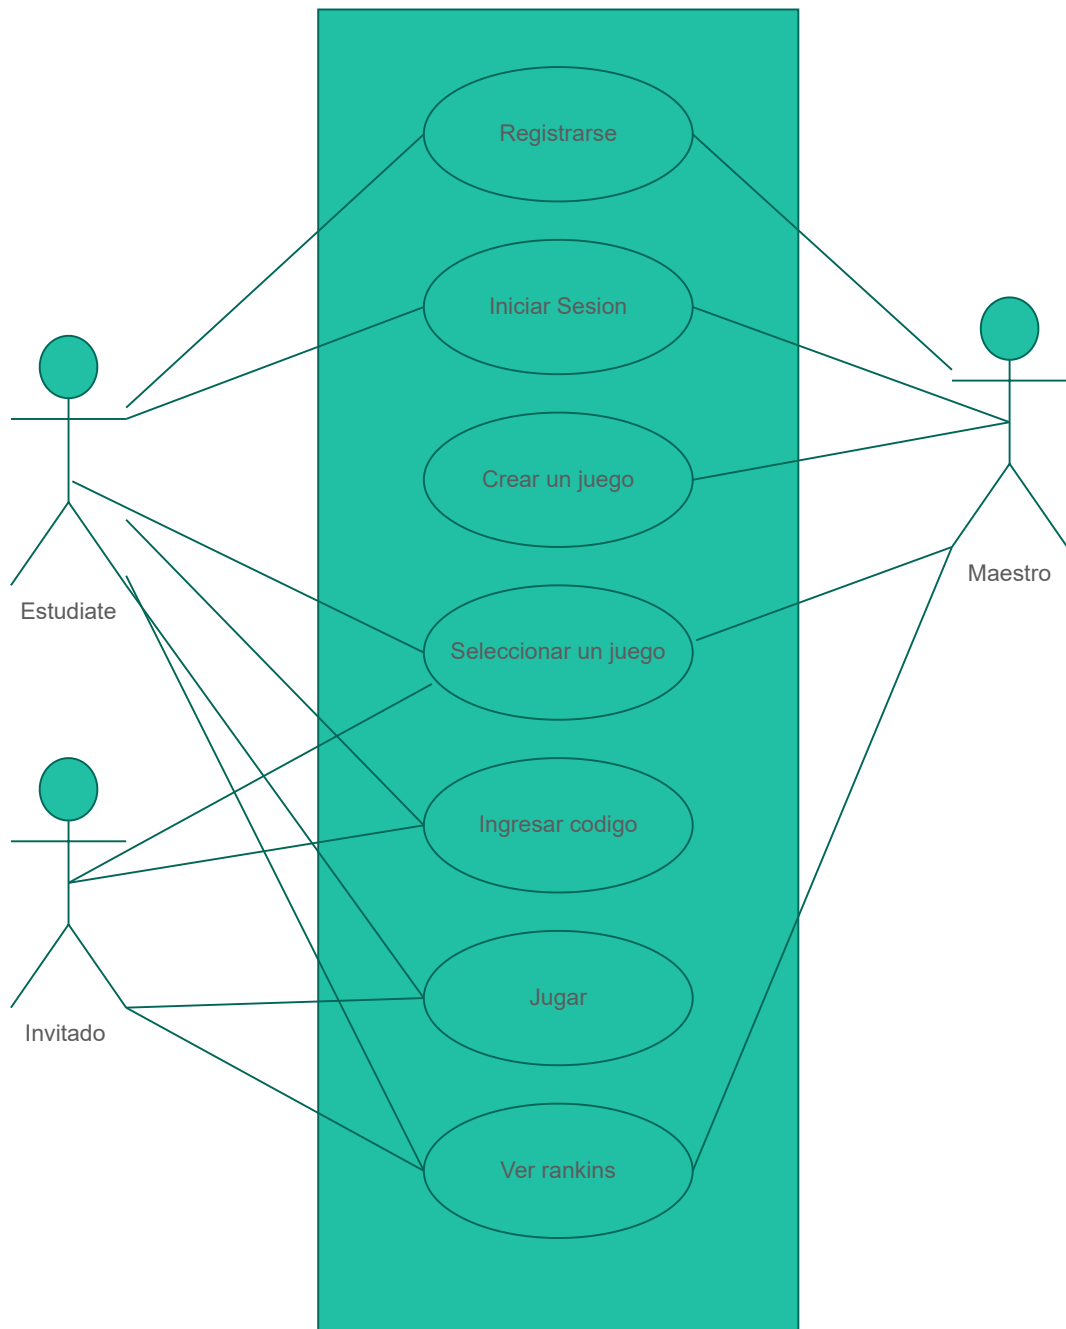 Registrarse
Iniciar Sesion
Crear un juego
Maestro
Estudiate
Seleccionar un juego
Ingresar codigo
Jugar
Invitado
Ver rankins